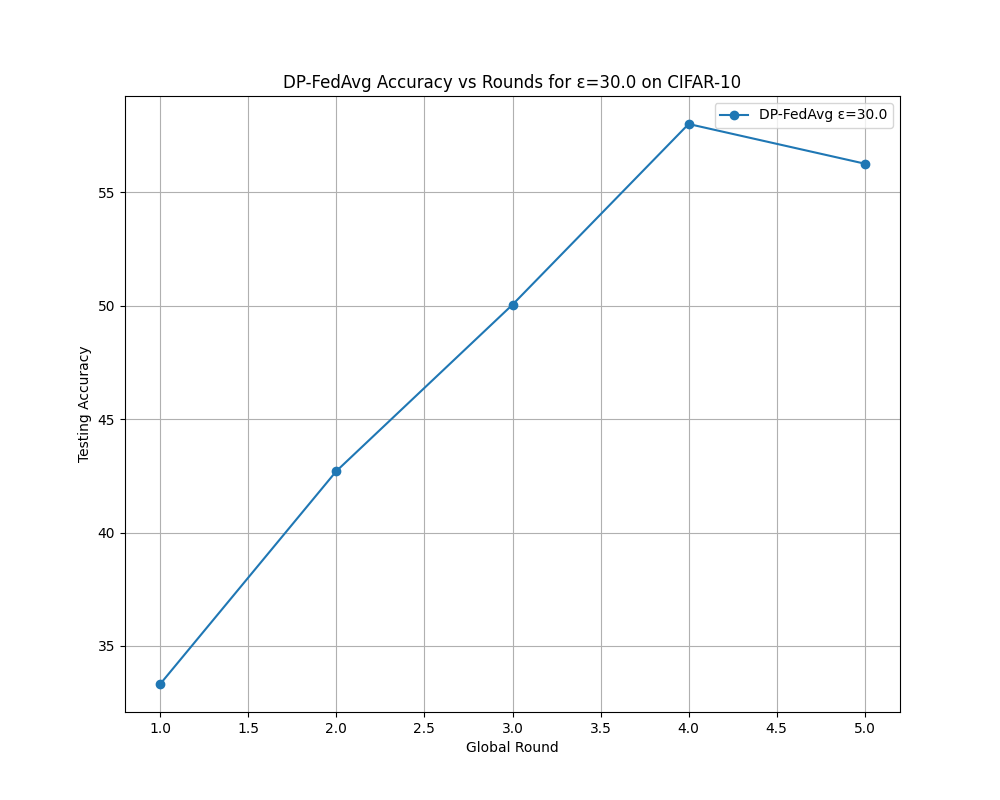 DP-FedAvg Accuracy vs Rounds for ε=30.0 on CIFAR-10
DP-FedAvg ε=30.0
Testing Accuracy
55
50
45
40
35
1.0 1.5 2.0 2.5 3.0 3.5 4.0 4.5 5.0
Global Round